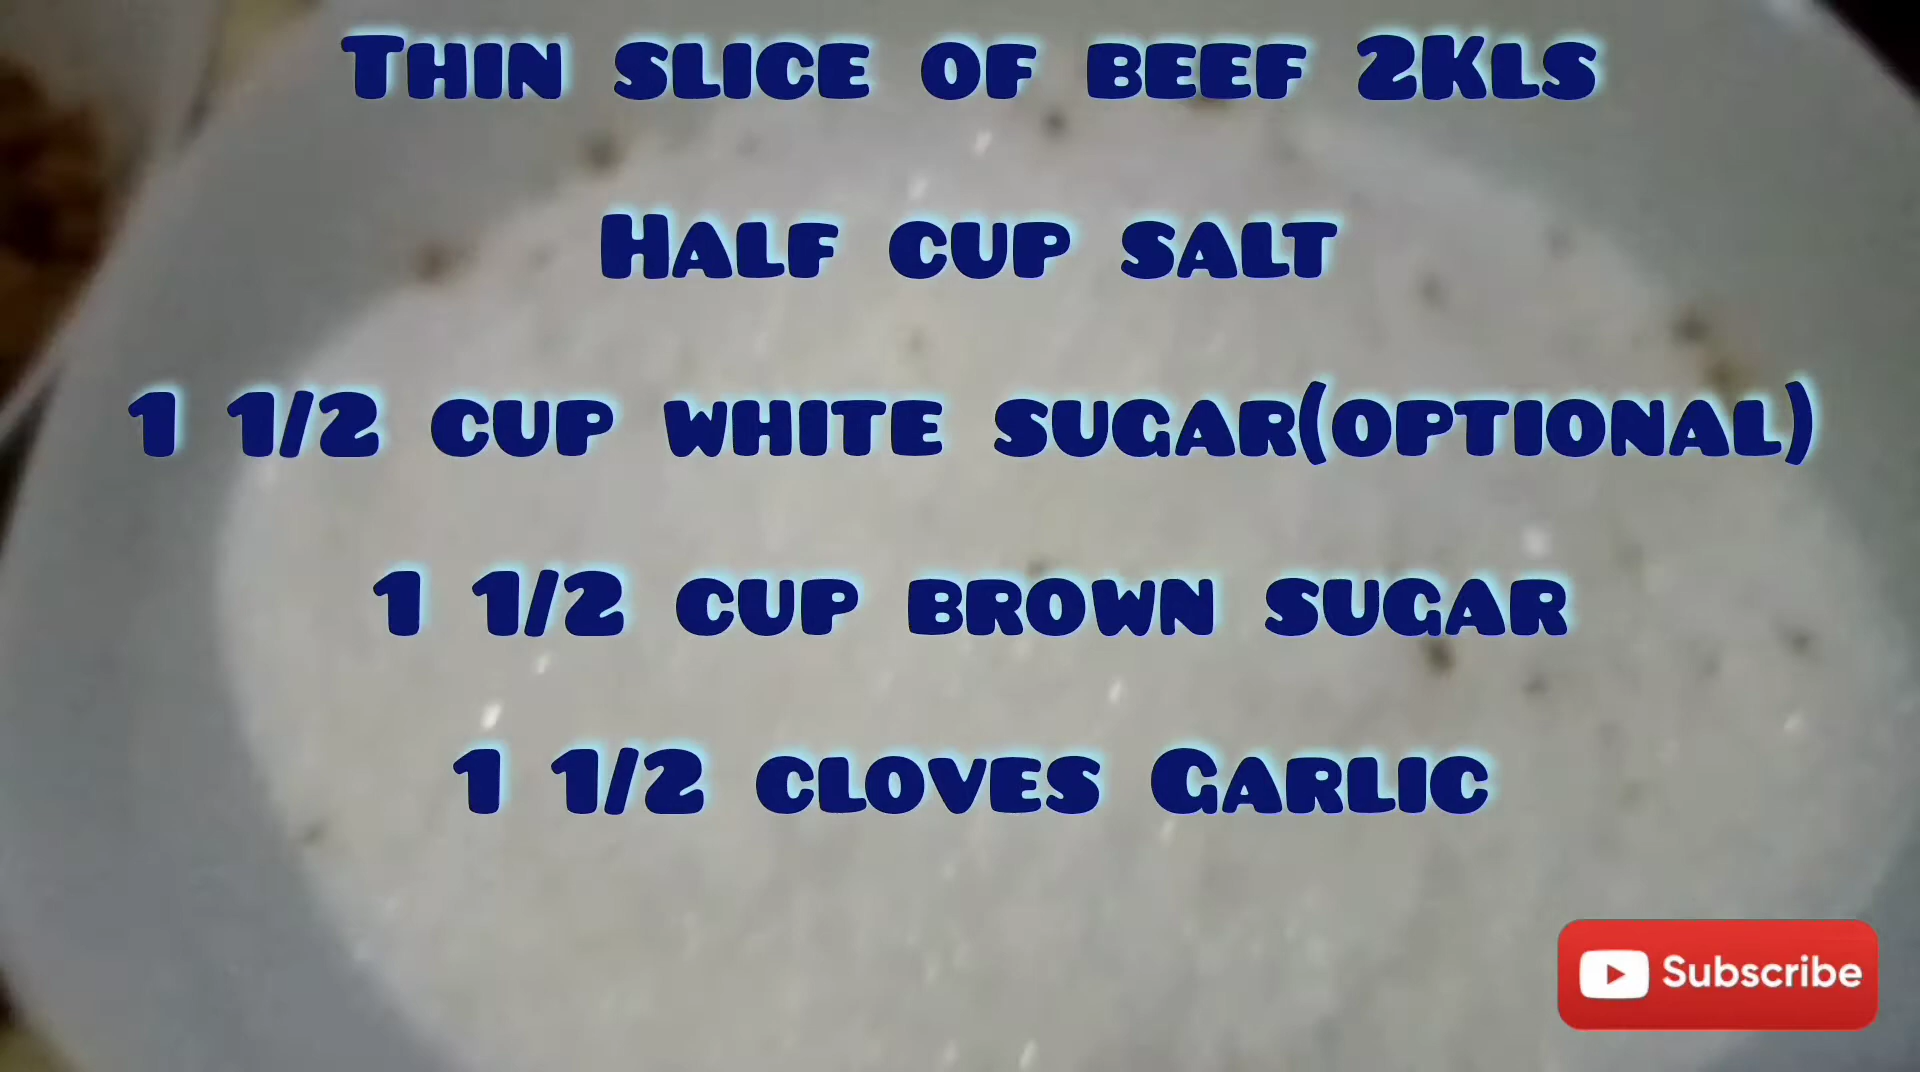 Thin slice of beef 2Kls
Half cup salt
1 1/2 cup white sugar(optional)
1 1/2 cup brown sugar
1 1/2 cloves Garlic
Subscribe